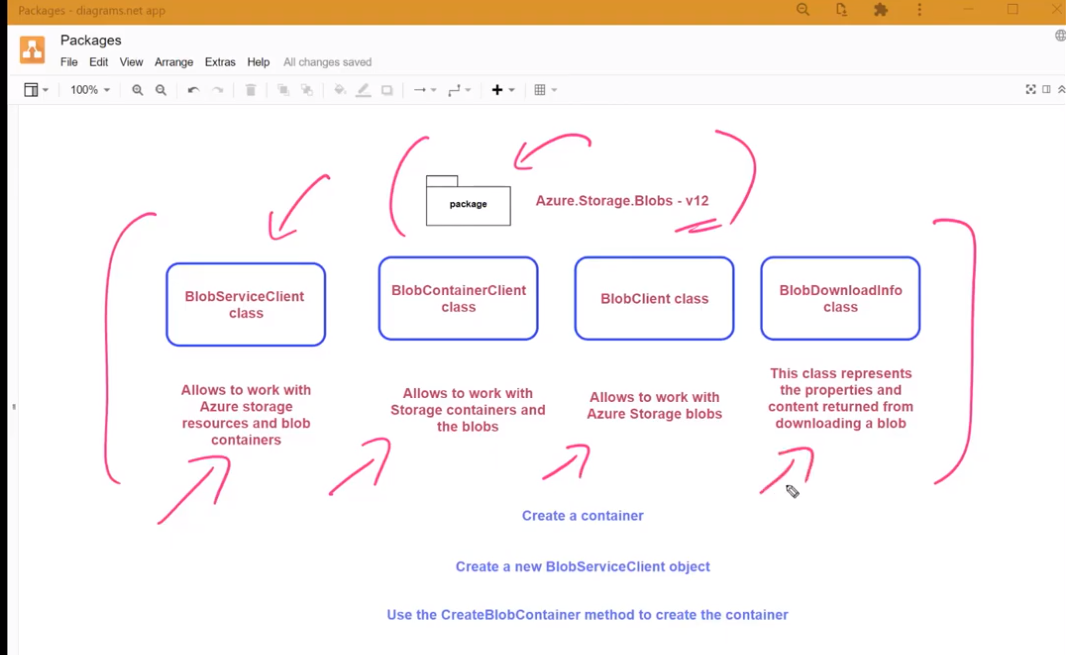 Packages - diagrams.net app
Packages
File Edit View Arrange Extras Help All changes saved
100%
package
Azure.Storage.Blobs - v12
BlobServiceClient
class
BlobContainerClient
class
BlobClient class
BlobDownloadInfo
class
Allows to work with
Azure storage
resources and blob
containers
Allows to work with
Storage containers and
the blobs
Allows to work with
Azure Storage blobs
This class represents
the properties and
content returned from
downloading a blob
Create a container
Create a new BlobServiceClient object
Use the CreateBlobContainer method to create the container